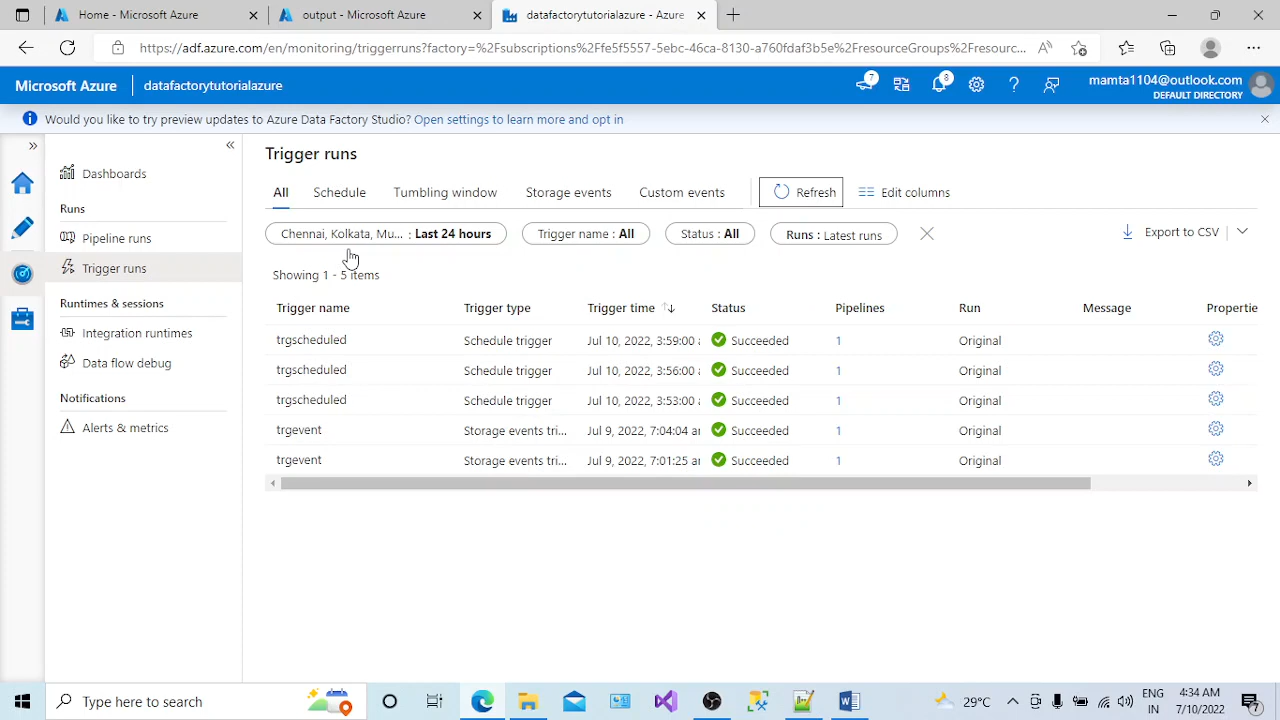 Home - Microsoft Azure
output - Microsoft Azure
datafactorytutorialazure - Azure
https://adf.azure.com/en/monitoring/triggerruns?factory=%2Fsubscriptions%2Ffe5f5557-5ebc-46ca-8130-a760fdaf3b5e%2FresourceGroups%2Fresourc...
Microsoft Azure
datafactorytutorialazure
7
8
mamta1104@outlook.com
DEFAULT DIRECTORY
Would you like to try preview updates to Azure Data Factory Studio? Open settings to learn more and opt in
Dashboards
Runs
Pipeline runs
Trigger runs
Runtimes & sessions
Integration runtimes
Data flow debug
Notifications
Alerts & metrics
Trigger runs
All Schedule Tumbling window Storage events Custom events Refresh Edit columns
Chennai, Kolkata, Mu... : Last 24 hours Trigger name : All Status : All Runs : Latest runs Export to CSV
Showing 1 - 5 items
Trigger name Trigger type Trigger time Status Pipelines Run Message Propertie
trgscheduled Schedule trigger Jul 10, 2022, 3:59:00 a Succeeded 1 Original
trgscheduled Schedule trigger Jul 10, 2022, 3:56:00 a Succeeded 1 Original
trgscheduled Schedule trigger Jul 10, 2022, 3:53:00 a Succeeded 1 Original
trgevent Storage events tri... Jul 9, 2022, 7:04:04 ar Succeeded 1 Original
trgevent Storage events tri... Jul 9, 2022, 7:01:25 ar Succeeded 1 Original
Type here to search
29°C
ENG
IN
4:34 AM
7/10/2022
7